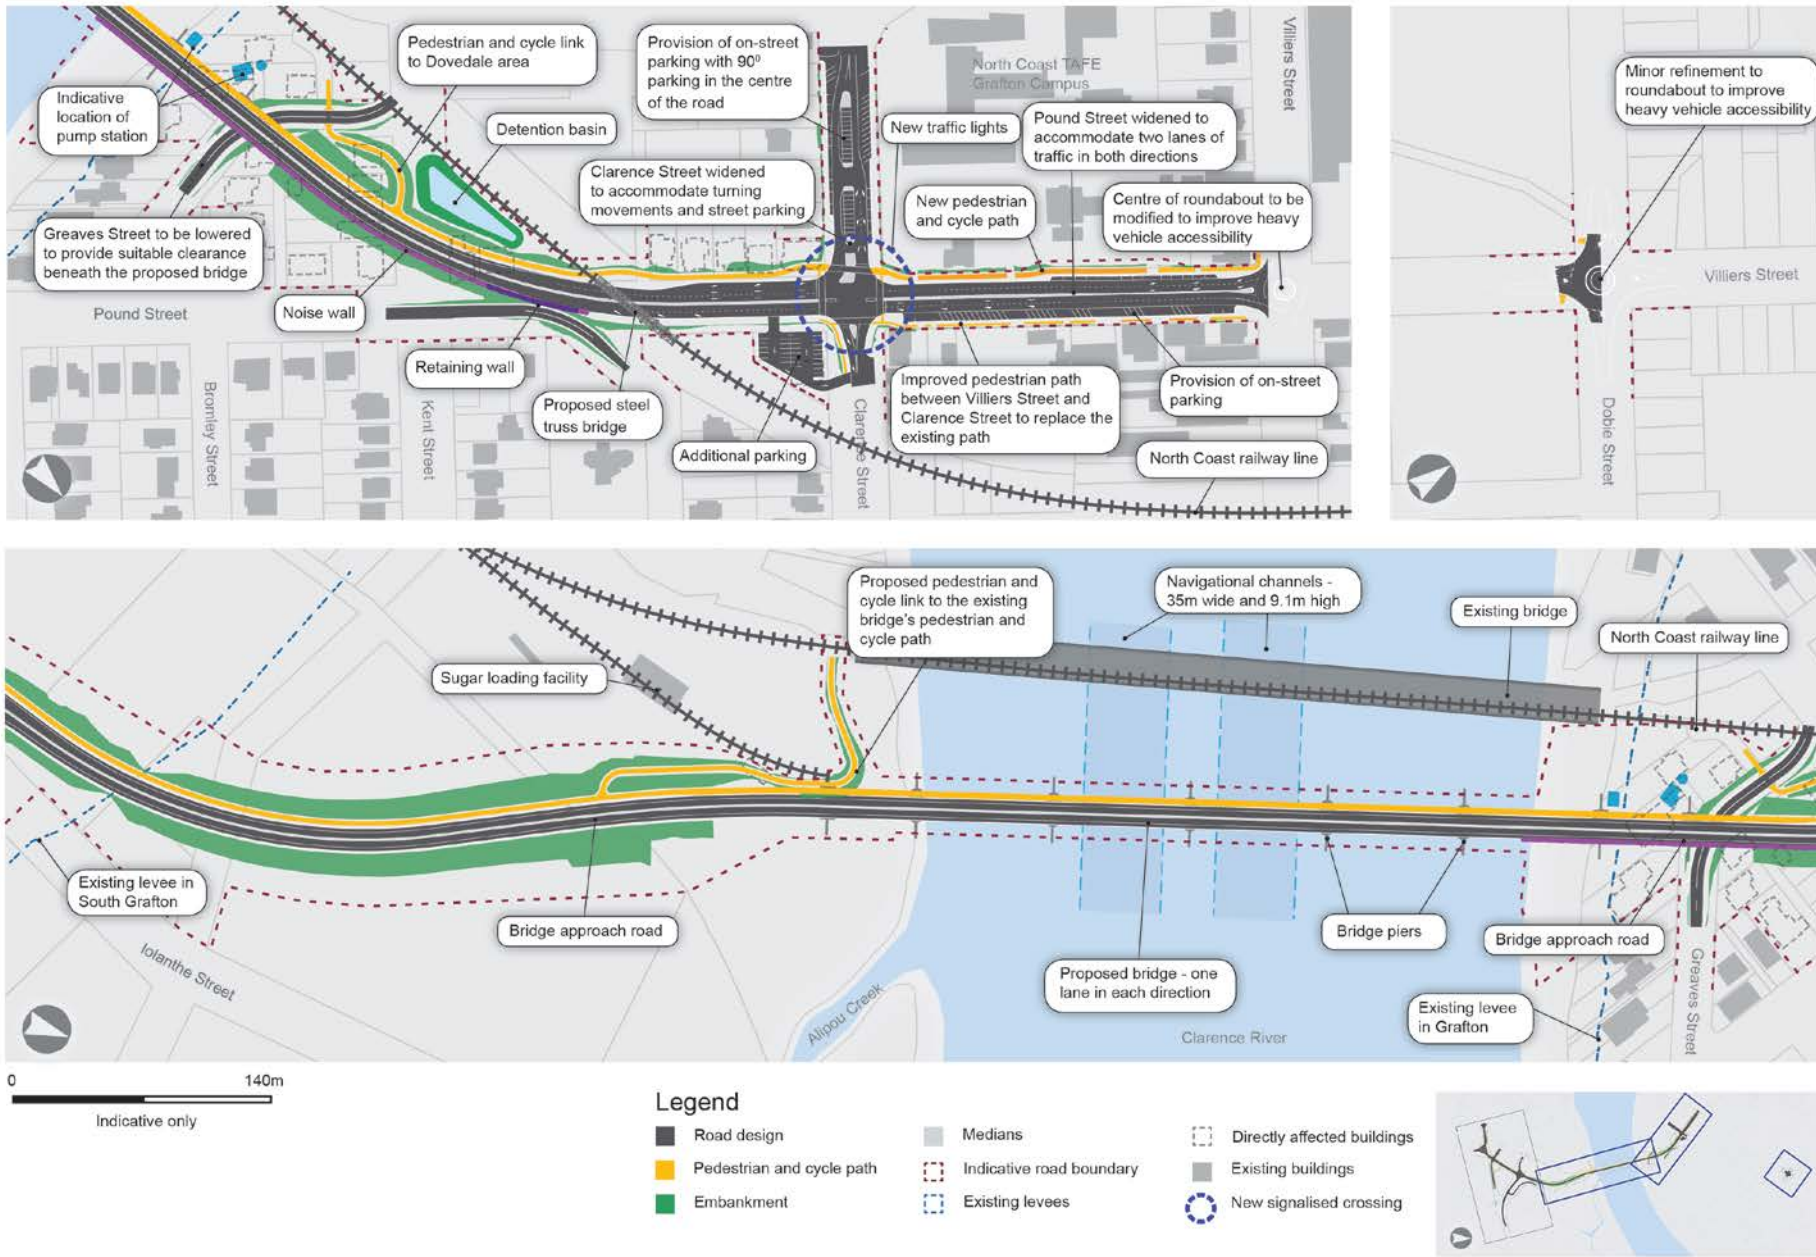 Pedestrian and cycle link
to Dovedale area
Provision of on-street
parking with 90º
parking in the centre
of the road
North Coast TAFE
Grafton Campus
Villiers Street
Minor refinement to
roundabout to improve
heavy vehicle accessibility
Indicative
location of
pump station
Detention basin
New traffic lights
Pound Street widened to
accommodate two lanes of
traffic in both directions
Clarence Street widened
to accommodate turning
movements and street parking
New pedestrian
and cycle path
Centre of roundabout to be
modified to improve heavy
vehicle accessibility
Greaves Street to be lowered
to provide suitable clearance
beneath the proposed bridge
Villiers Street
Pound Street
Noise wall
Retaining wall
Bromley Street
Kent Street
Proposed steel
truss bridge
Additional parking
Clarence Street
Improved pedestrian path
between Villiers Street and
Clarence Street to replace the
existing path
Provision of on-street
parking
North Coast railway line
Dobie Street
Proposed pedestrian and
cycle link to the existing
bridge's pedestrian and
cycle path
Navigational channels -
35m wide and 9.1m high
Existing bridge
North Coast railway line
Sugar loading facility
Existing levee in
South Grafton
Bridge approach road
Bridge piers
Bridge approach road
Iolanthe Street
Proposed bridge - one
lane in each direction
Alipou Creek
Clarence River
Existing levee
in Grafton
Greaves Street
0 140m
Indicative only
Legend
Road design
Pedestrian and cycle path
Embankment
Medians
Indicative road boundary
Existing levees
Directly affected buildings
Existing buildings
New signalised crossing